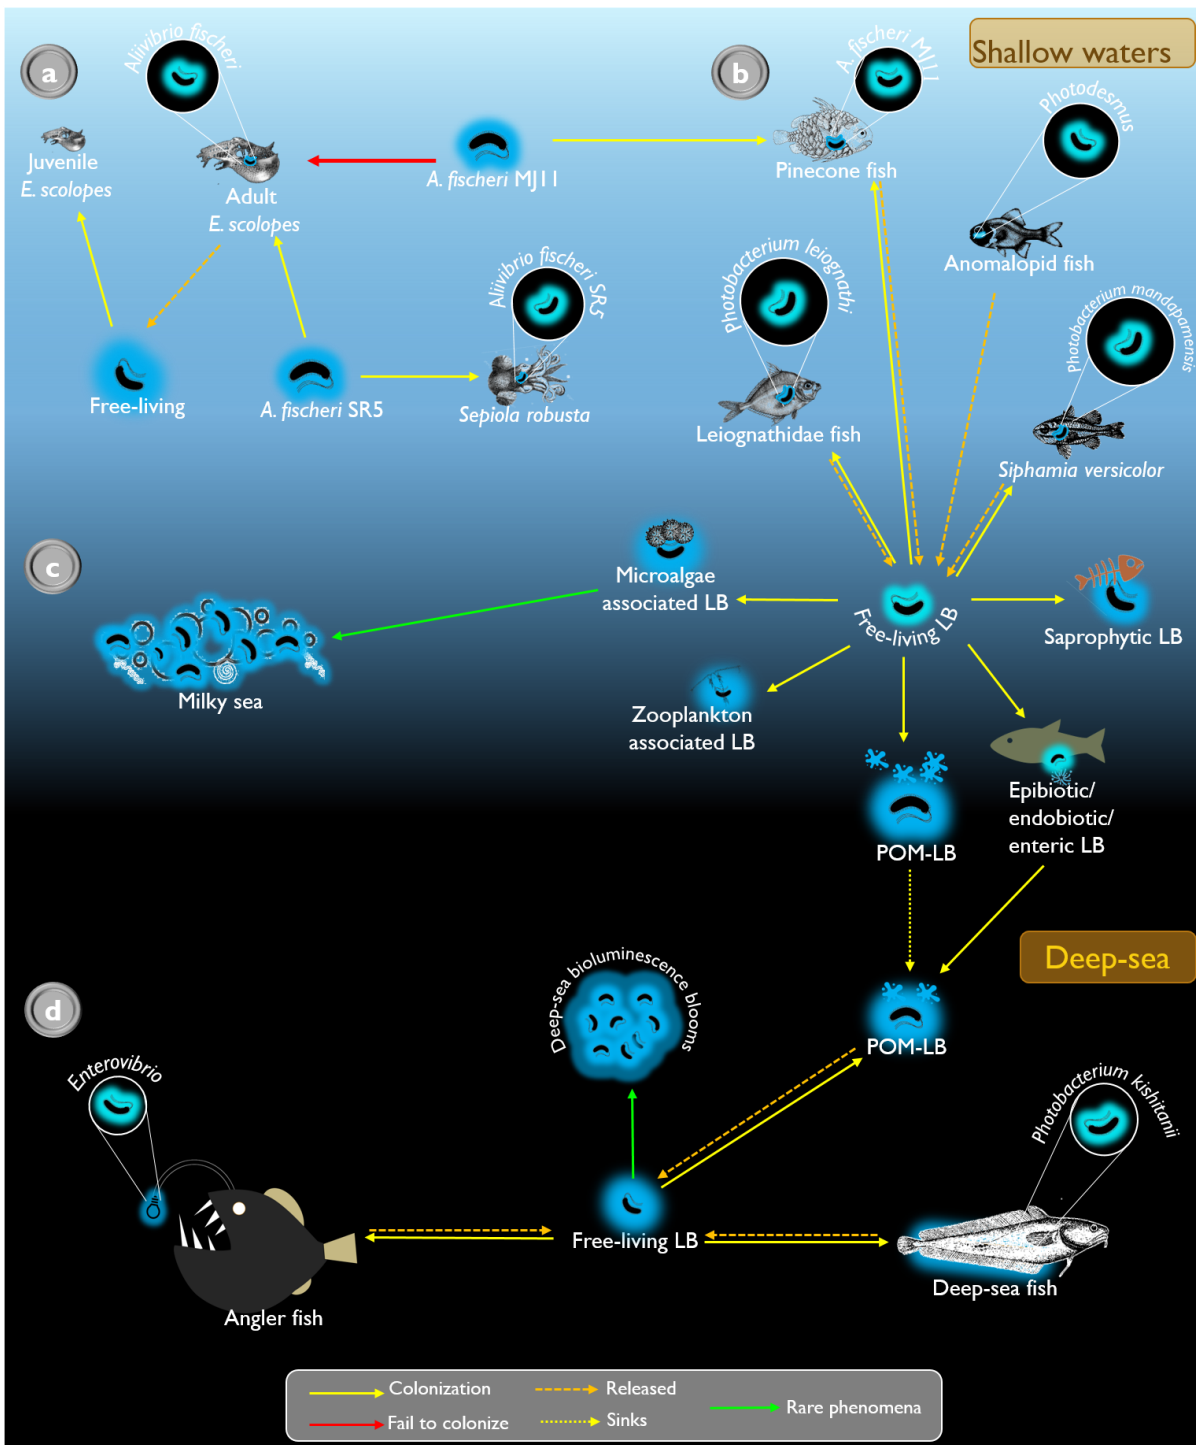 Shallow waters
a
Aliivibrio fischeri
Juvenile
E. scolopes
Adult
E. scolopes
A. fischeri MJ11
Free-living
A. fischeri SR5
Aliivibrio fischeri SR5
Sepiola robusta
b
A. fischeri MJ11
Pinecone fish
Photodesmus
Anomalopid fish
Photobacterium leiognathi
Leiognathidae fish
Photobacterium mandapamensis
Siphamia versicolor
c
Microalgae
associated LB
Free-living LB
Saprophytic LB
Milky sea
Zooplankton
associated LB
POM-LB
Epibiotic/
endobiotic/
enteric LB
Deep-sea
d
Deep-sea bioluminescence blooms
POM-LB
Enterovibrio
Photobacterium kishitanii
Free-living LB
Angler fish
Deep-sea fish
Colonization
Released
Rare phenomena
Fail to colonize
Sinks